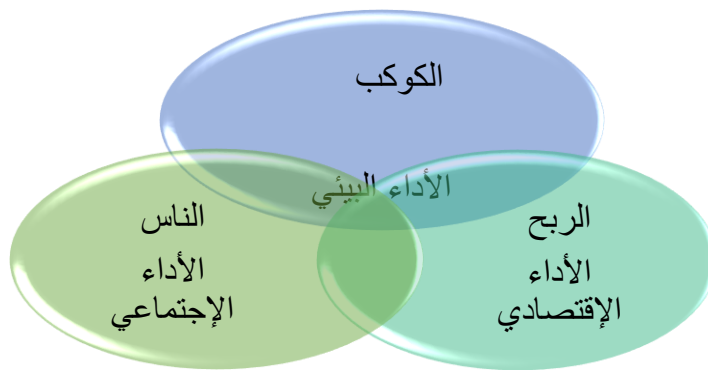 الكوكب
الأداء البيئي
الربح
الأداء
الإقتصادي
الناس
الأداء
الإجتماعي